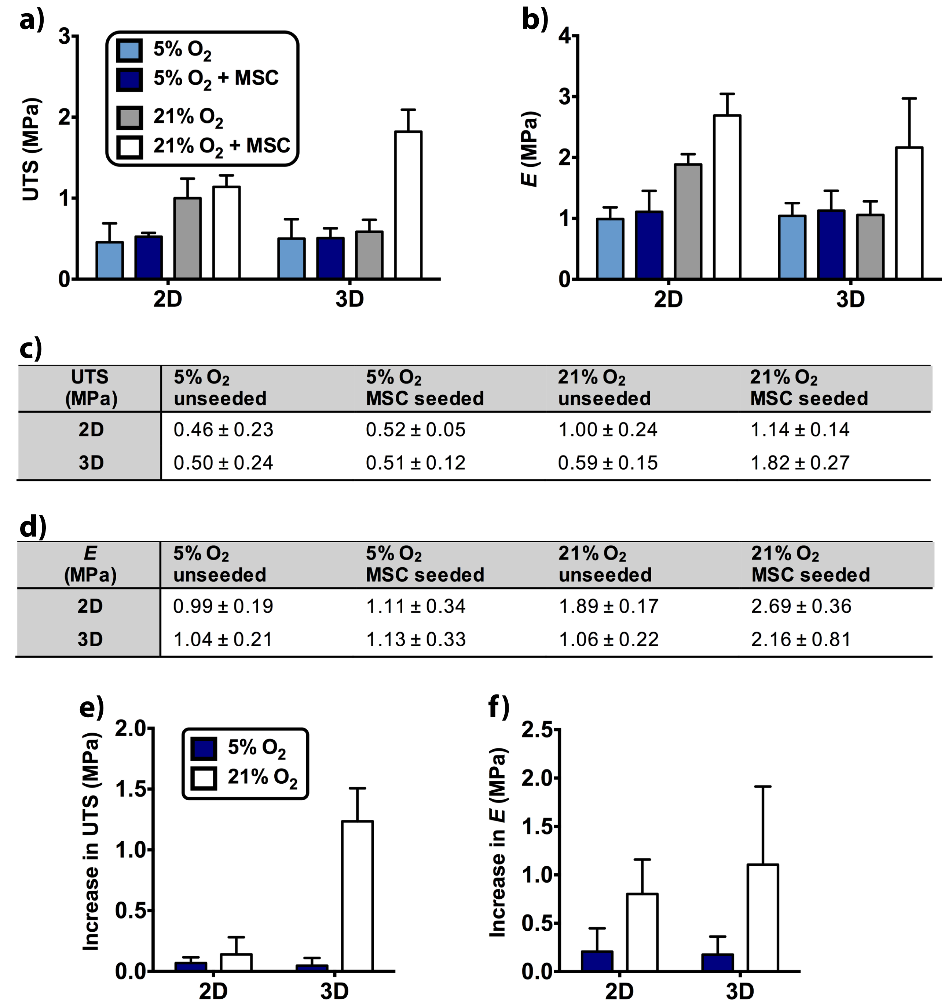 a)
UTS (MPa)
3
2
1
0
5% O₂
5% O₂ + MSC
21% O₂
21% O₂ + MSC
2D 3D
b)
E (MPa)
4
3
2
1
0
2D 3D
c)
UTS (MPa) 5% O₂ unseeded 5% O₂ MSC seeded 21% O₂ unseeded 21% O₂ MSC seeded
2D 0.46 ± 0.23 0.52 ± 0.05 1.00 ± 0.24 1.14 ± 0.14
3D 0.50 ± 0.24 0.51 ± 0.12 0.59 ± 0.15 1.82 ± 0.27
d)
E (MPa) 5% O₂ unseeded 5% O₂ MSC seeded 21% O₂ unseeded 21% O₂ MSC seeded
2D 0.99 ± 0.19 1.11 ± 0.34 1.89 ± 0.17 2.69 ± 0.36
3D 1.04 ± 0.21 1.13 ± 0.33 1.06 ± 0.22 2.16 ± 0.81
e)
Increase in UTS (MPa)
2.0
1.5
1.0
0.5
0.0
5% O₂
21% O₂
2D 3D
f)
Increase in E (MPa)
2.5
2.0
1.5
1.0
0.5
0.0
2D 3D